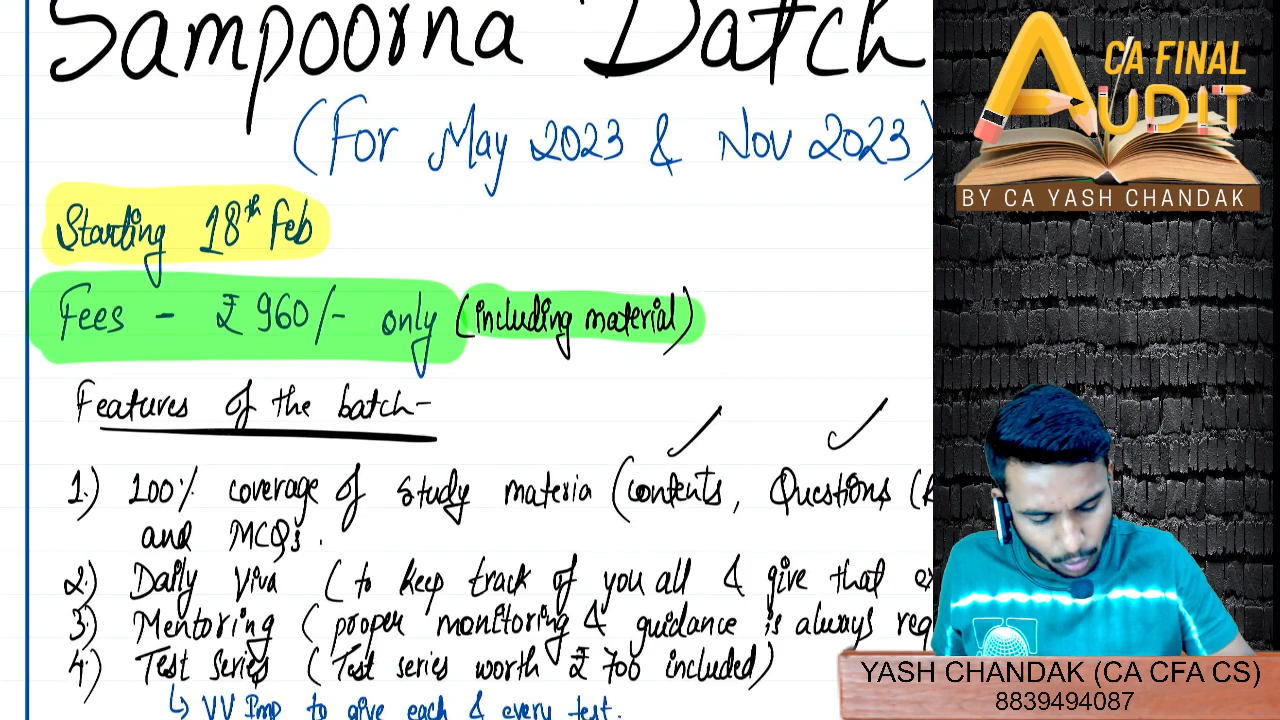 Sampoorna Batch
(For May 2023 & Nov 2023)
Starting 18th Feb
Fees - ₹ 960/- only (including material)
Features of the batch-
1.) 100% coverage of study materia (contents, Questions (
and MCQs.
2.) Daily Viva (to keep track of you all & give that
3.) Mentoring (proper monitoring & guidance is always req
4.) Test Series (Test series worth ₹ 700 included)
↳ VV Imp to give each & every test.
CA FINAL
AUDIT
BY CA YASH CHANDAK
YASH CHANDAK (CA CFA CS)
8839494087